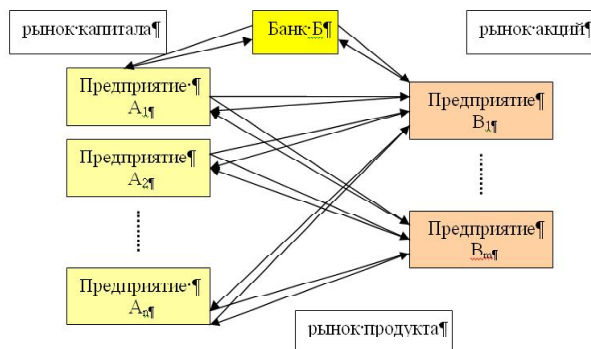 рынок·капитала¶
Банк·Б¶
рынок·акций¶
Предприятие·¶
А1¶
Предприятие ¶
В1¶
Предприятие¶
А2¶
Предприятие¶
Вm¶
Предприятие ¶
Аn¶
рынок·продукта¶